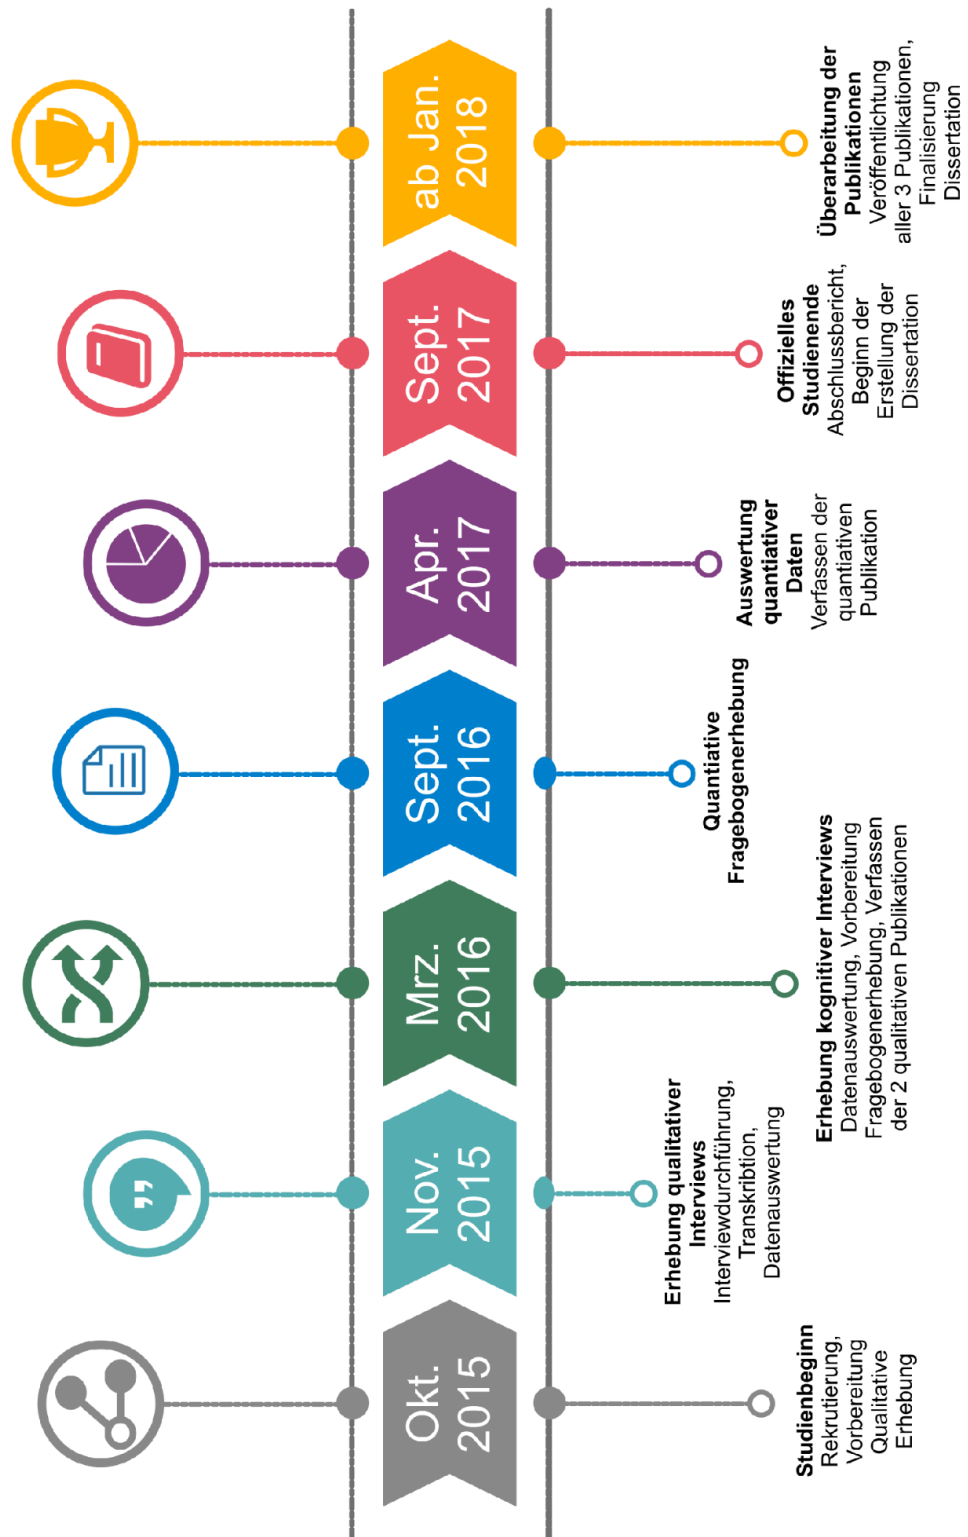 Okt.
2015
Nov.
2015
Mrz.
2016
Sept.
2016
Apr.
2017
Sept.
2017
ab Jan.
2018
Studienbeginn
Rekrutierung,
Vorbereitung
Qualitative
Erhebung
Erhebung qualitativer
Interviews
Interviewdurchführung,
Transkribtion,
Datenauswertung
Erhebung kognitiver Interviews
Datenauswertung, Vorbereitung
Fragebogenerhebung, Verfassen
der 2 qualitativen Publikationen
Quantiative
Fragebogenerhebung
Auswertung
quantiativer
Daten
Verfassen der
quantiativen
Publikation
Offizielles
Studienende
Abschlussbericht,
Beginn der
Erstellung der
Dissertation
Überarbeitung der
Publikationen
Veröffentlichtung
aller 3 Publikationen,
Finalisierung
Dissertation